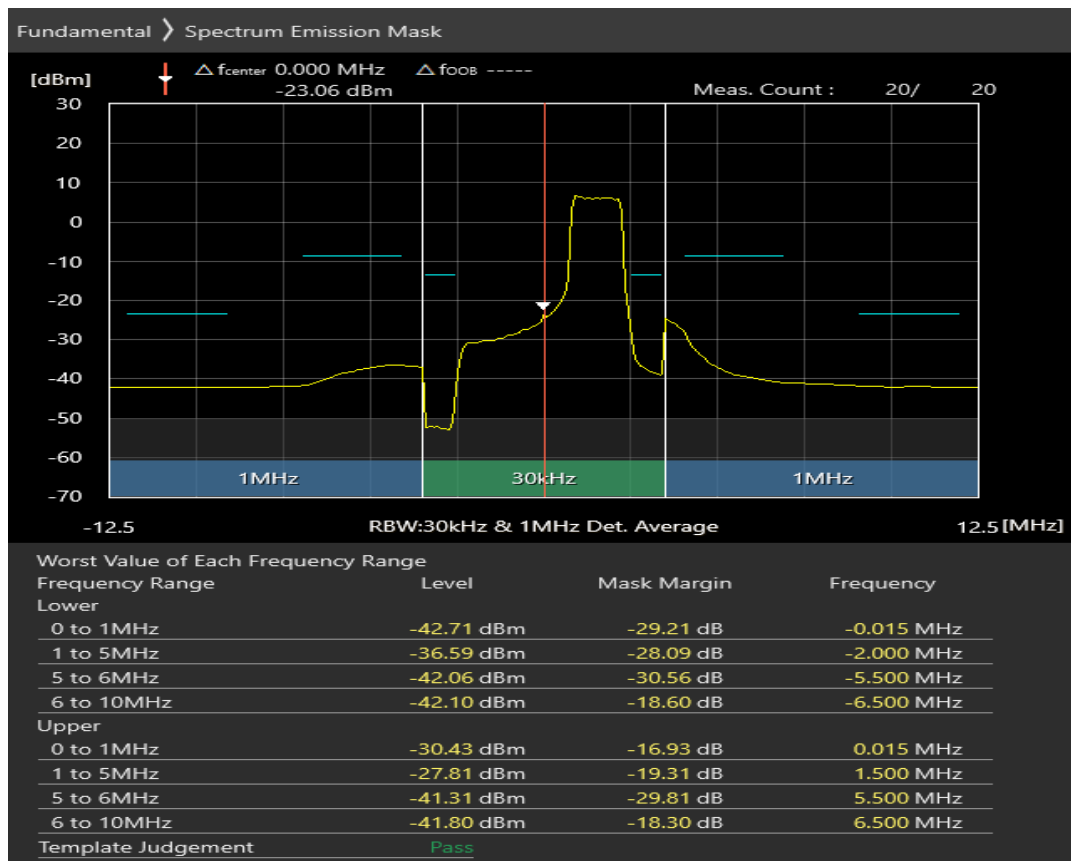 Fundamental ❯ Spectrum Emission Mask
[dBm] △ fcenter 0.000 MHz △ fOOB -----
-23.06 dBm Meas. Count : 20/ 20
30
20
10
0
-10
-20
-30
-40
-50
-60
1MHz 30kHz 1MHz
-70
-12.5 RBW:30kHz & 1MHz Det. Average 12.5 [MHz]
Worst Value of Each Frequency Range
Frequency Range Level Mask Margin Frequency
Lower
0 to 1MHz -42.71 dBm -29.21 dB -0.015 MHz
1 to 5MHz -36.59 dBm -28.09 dB -2.000 MHz
5 to 6MHz -42.06 dBm -30.56 dB -5.500 MHz
6 to 10MHz -42.10 dBm -18.60 dB -6.500 MHz
Upper
0 to 1MHz -30.43 dBm -16.93 dB 0.015 MHz
1 to 5MHz -27.81 dBm -19.31 dB 1.500 MHz
5 to 6MHz -41.31 dBm -29.81 dB 5.500 MHz
6 to 10MHz -41.80 dBm -18.30 dB 6.500 MHz
Template Judgement Pass